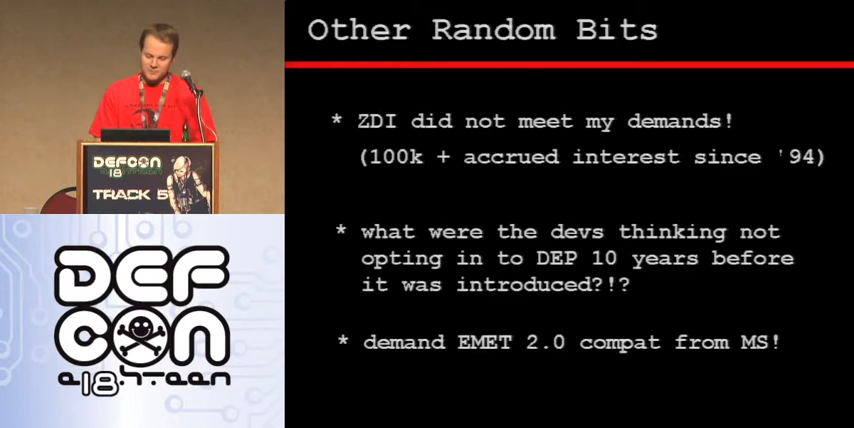 Other Random Bits
* ZDI did not meet my demands!
(100k + accrued interest since '94)
* what were the devs thinking not
opting in to DEP 10 years before
it was introduced?!?
* demand EMET 2.0 compat from MS!
DEFCON
18
TRACK 5
DEF
CON
e18h-teen